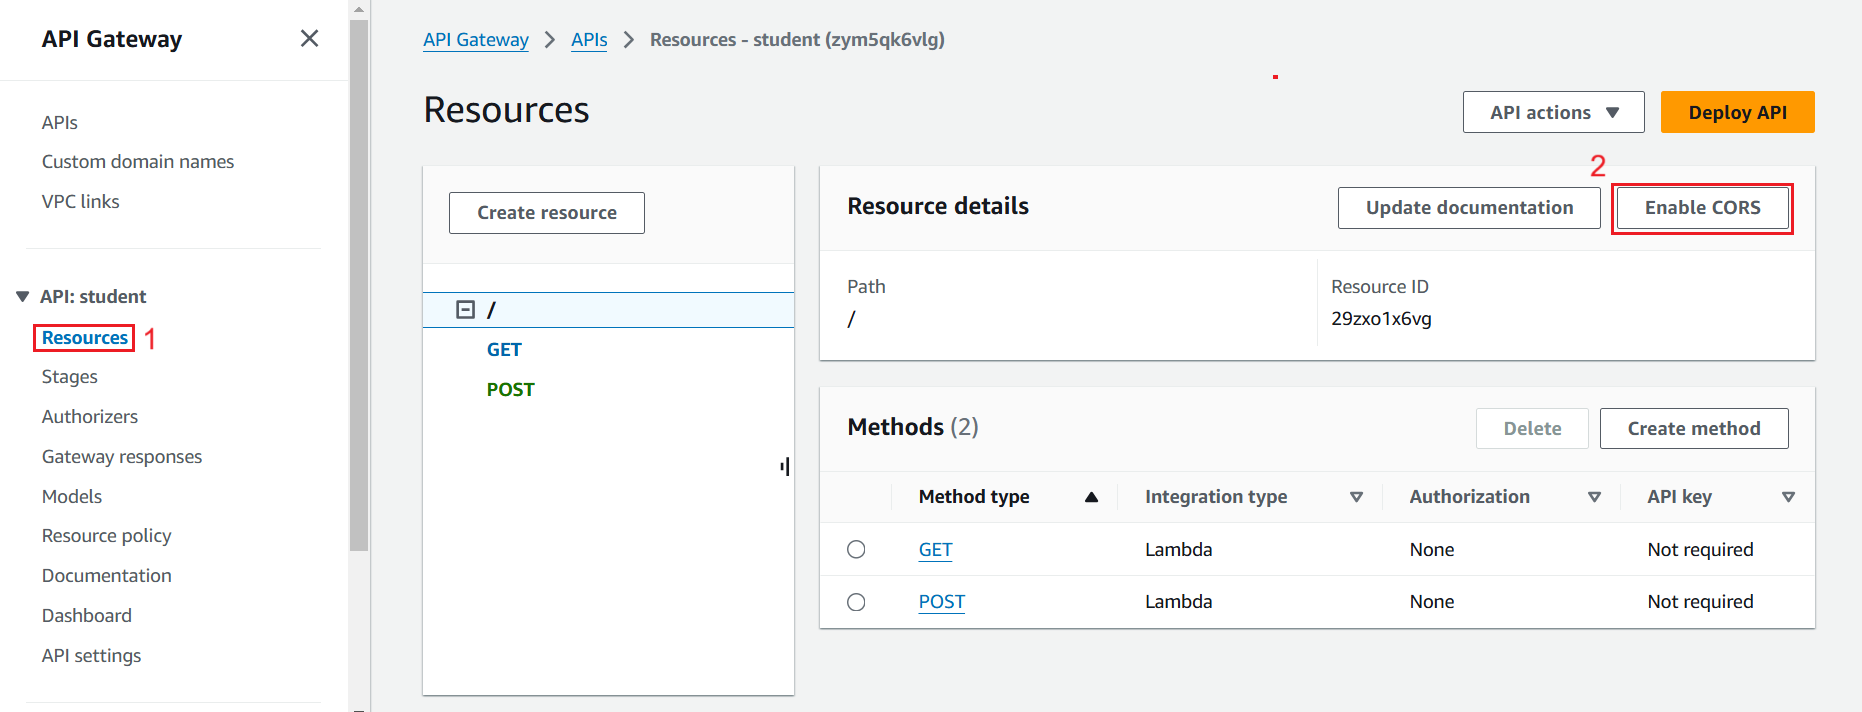 API Gateway
APIs
Custom domain names
VPC links
API: student
Resources 1
Stages
Authorizers
Gateway responses
Models
Resource policy
Documentation
Dashboard
API settings
API Gateway > APIs > Resources - student (zym5qk6vlg)
Resources
API actions
Deploy API
Create resource
/
GET
POST
2
Resource details
Update documentation
Enable CORS
Path
/
Resource ID
29zxo1x6vg
Methods (2)
Delete
Create method
Method type Integration type Authorization API key
GET Lambda None Not required
POST Lambda None Not required